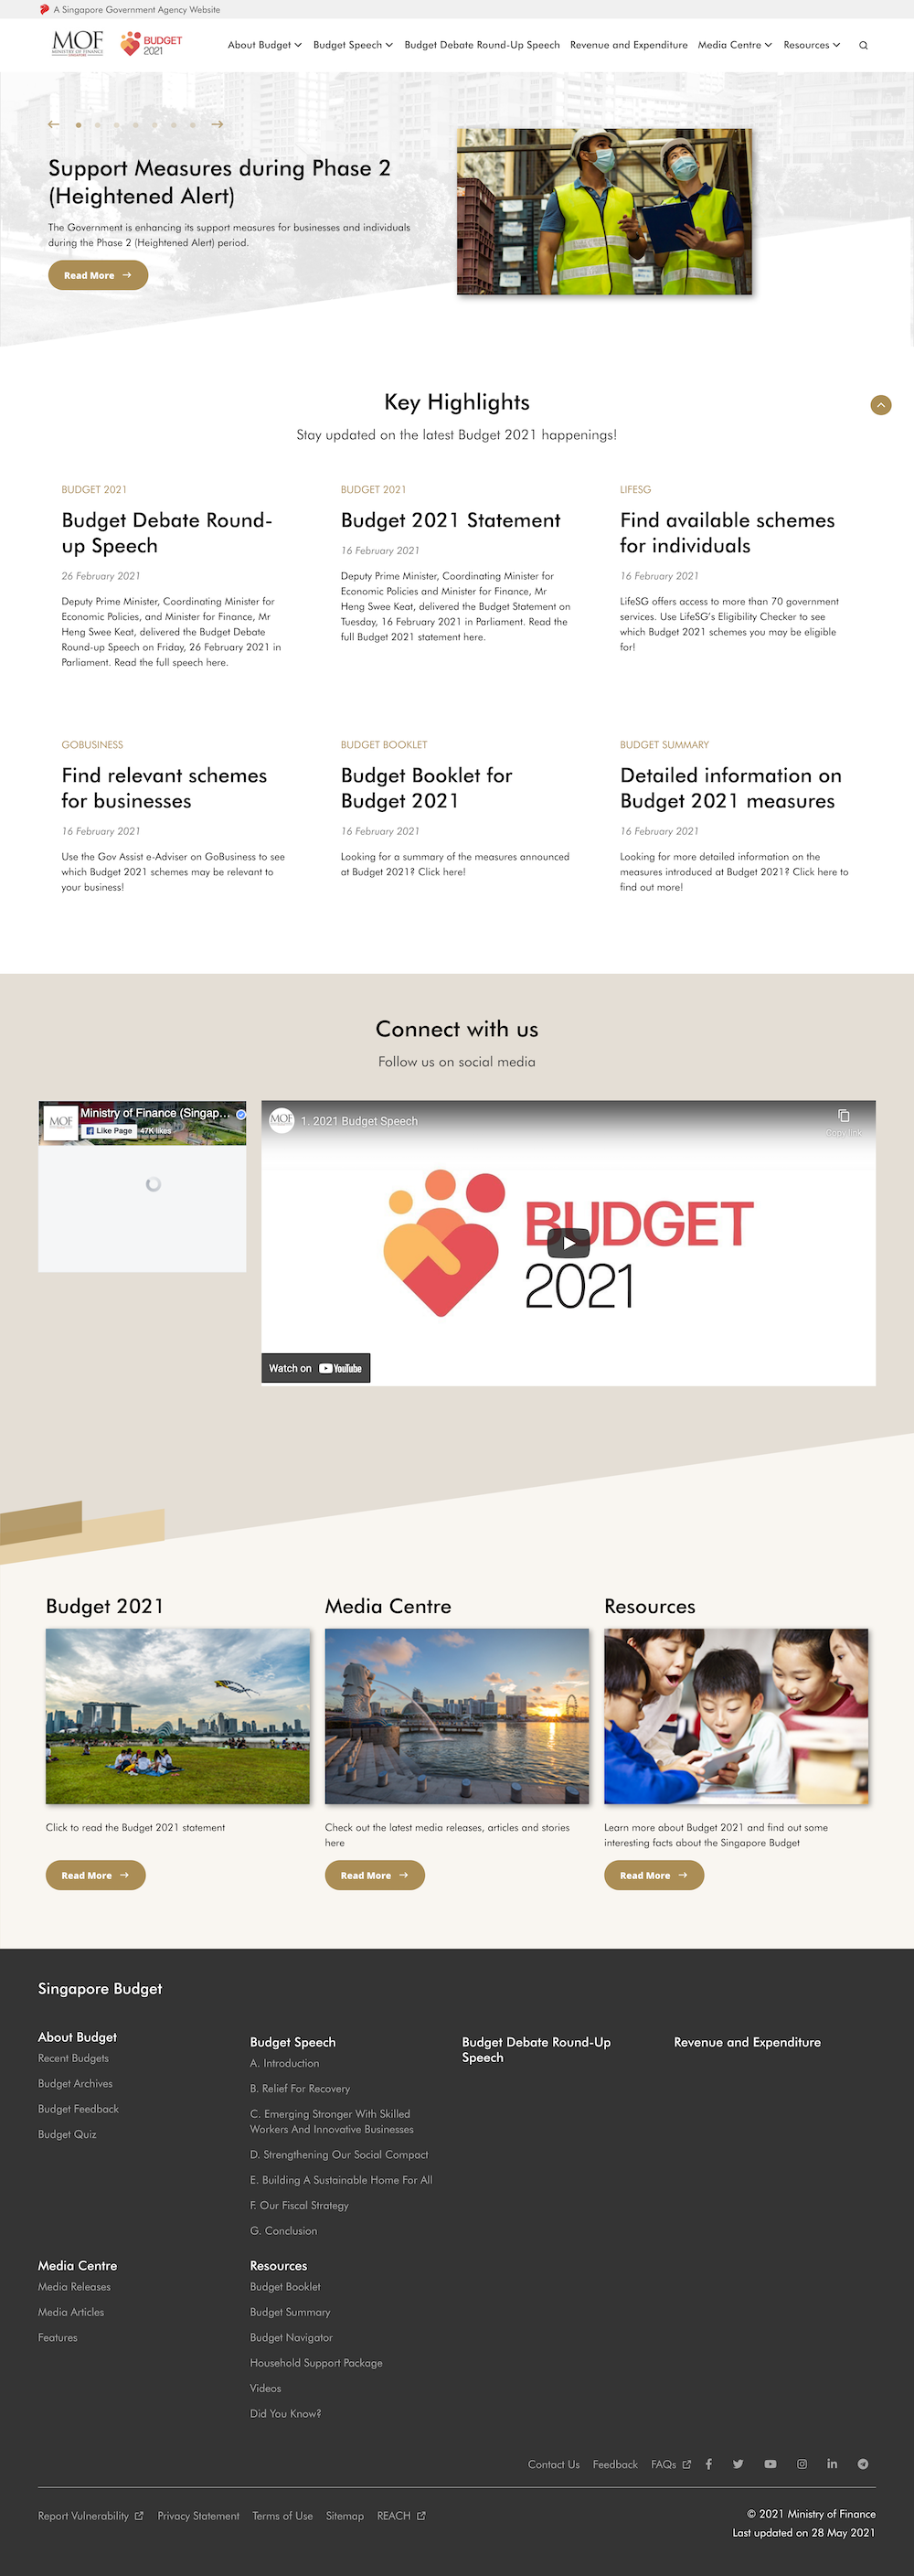 A Singapore Government Agency Website
MOF
MINISTRY OF FINANCE
SINGAPORE
BUDGET
2021
About Budget
Budget Speech
Budget Debate Round-Up Speech
Revenue and Expenditure
Media Centre
Resources
Support Measures during Phase 2
(Heightened Alert)
The Government is enhancing its support measures for businesses and individuals
during the Phase 2 (Heightened Alert) period.
Read More
Key Highlights
Stay updated on the latest Budget 2021 happenings!
BUDGET 2021
Budget Debate Round-
up Speech
26 February 2021
Deputy Prime Minister, Coordinating Minister for
Economic Policies, and Minister for Finance, Mr
Heng Swee Keat, delivered the Budget Debate
Round-up Speech on Friday, 26 February 2021 in
Parliament. Read the full speech here.
BUDGET 2021
Budget 2021 Statement
16 February 2021
Deputy Prime Minister, Coordinating Minister for
Economic Policies and Minister for Finance, Mr
Heng Swee Keat, delivered the Budget Statement on
Tuesday, 16 February 2021 in Parliament. Read the
full Budget 2021 statement here.
LIFESG
Find available schemes
for individuals
16 February 2021
LifeSG offers access to more than 70 government
services. Use LifeSG's Eligibility Checker to see
which Budget 2021 schemes you may be eligible
for!
GOBUSINESS
Find relevant schemes
for businesses
16 February 2021
Use the Gov Assist e-Adviser on GoBusiness to see
which Budget 2021 schemes may be relevant to
your business!
BUDGET BOOKLET
Budget Booklet for
Budget 2021
16 February 2021
Looking for a summary of the measures announced
at Budget 2021? Click here!
BUDGET SUMMARY
Detailed information on
Budget 2021 measures
16 February 2021
Looking for more detailed information on the
measures introduced at Budget 2021? Click here to
find out more!
Connect with us
Follow us on social media
MOF
Ministry of Finance (Singap...
Like Page
47K likes
MOF
1. 2021 Budget Speech
Copy link
BUDGET
2021
Watch on YouTube
Budget 2021
Click to read the Budget 2021 statement
Read More
Media Centre
Check out the latest media releases, articles and stories
here
Read More
Resources
Learn more about Budget 2021 and find out some
interesting facts about the Singapore Budget
Read More
Singapore Budget
About Budget
Recent Budgets
Budget Archives
Budget Feedback
Budget Quiz
Budget Speech
A. Introduction
B. Relief For Recovery
C. Emerging Stronger With Skilled
Workers And Innovative Businesses
D. Strengthening Our Social Compact
E. Building A Sustainable Home For All
F. Our Fiscal Strategy
G. Conclusion
Budget Debate Round-Up
Speech
Revenue and Expenditure
Media Centre
Media Releases
Media Articles
Features
Resources
Budget Booklet
Budget Summary
Budget Navigator
Household Support Package
Videos
Did You Know?
Contact Us
Feedback
FAQs
Report Vulnerability
Privacy Statement
Terms of Use
Sitemap
REACH
© 2021 Ministry of Finance
Last updated on 28 May 2021